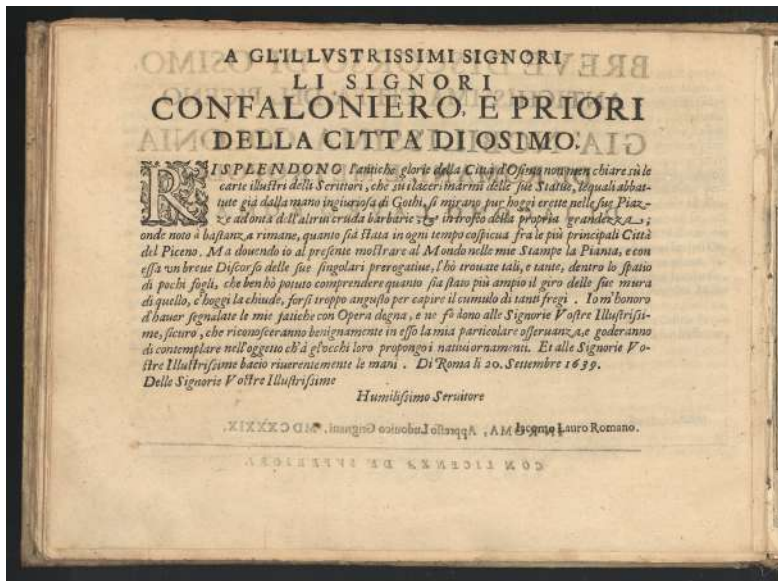 A GL'ILLVSTRISSIMI SIGNORI
LI SIGNORI
CONFALONIERO, E PRIORI
DELLA CITTA DI OSIMO.
RISPLENDONO l'antiche glorie della Città d'Osimo non men chiare sù le
carte illustri delli Scrittori, che sù i laceri marmi delle sue Statue, lequali abbat-
tute già dalla mano ingiuriosa di Gothi, si mirano pur hoggi erette nelle sue Piaz-
ze ad onta dell'altrui cruda barbarie, & in trofeo della propria grandezza;
onde noto à bastanza rimane, quanto sia stata in ogni tempo cospicua fra le più principali Città
del Piceno. Ma douendo io al presente mostrare al Mondo nelle mie Stampe la Pianta, e con
essa vn breue Discorso delle sue singolari prerogatiue, l'hò trouate tali, e tante, dentro lo spatio
di pochi fogli, che ben hò potuto comprendere quanto sia stato più ampio il giro delle sue mura
di quello, c'hoggi la chiude, forsi troppo angusto per capire il cumulo di tanti fregi. Io m'honoro
d'hauer segnalate le mie fatiche con Opera degna, e ne fo dono alle Signorie Vostre Illustrissi-
me, sicuro, che riconosceranno benignamente in esso la mia particolare osseruanza, e goderanno
di contemplare nell'oggetto ch'à gl'occhi loro propongo i natiui ornamenti. Et alle Signorie Vo-
stre Illustrissime bacio riuerentemente le mani. Di Roma li 20. Settembre 1639.
Delle Signorie Vostre Illustrissime
Humilissimo Seruitore
Iacomo Lauro Romano.